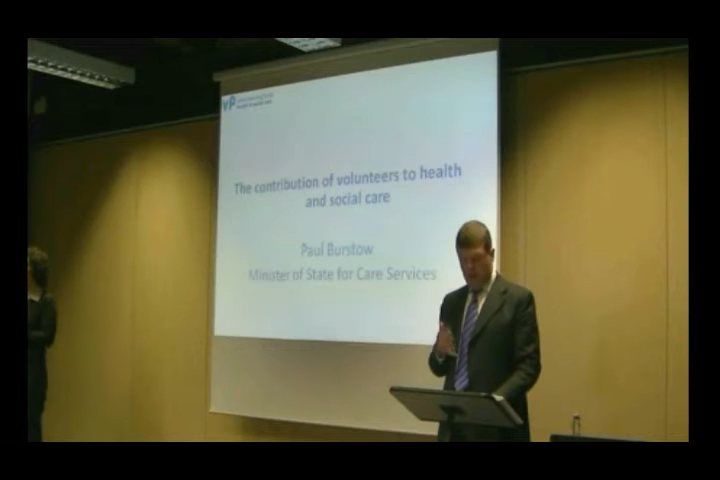 The contribution of volunteers to health
and social care
Paul Burstow
Minister of State for Care Services